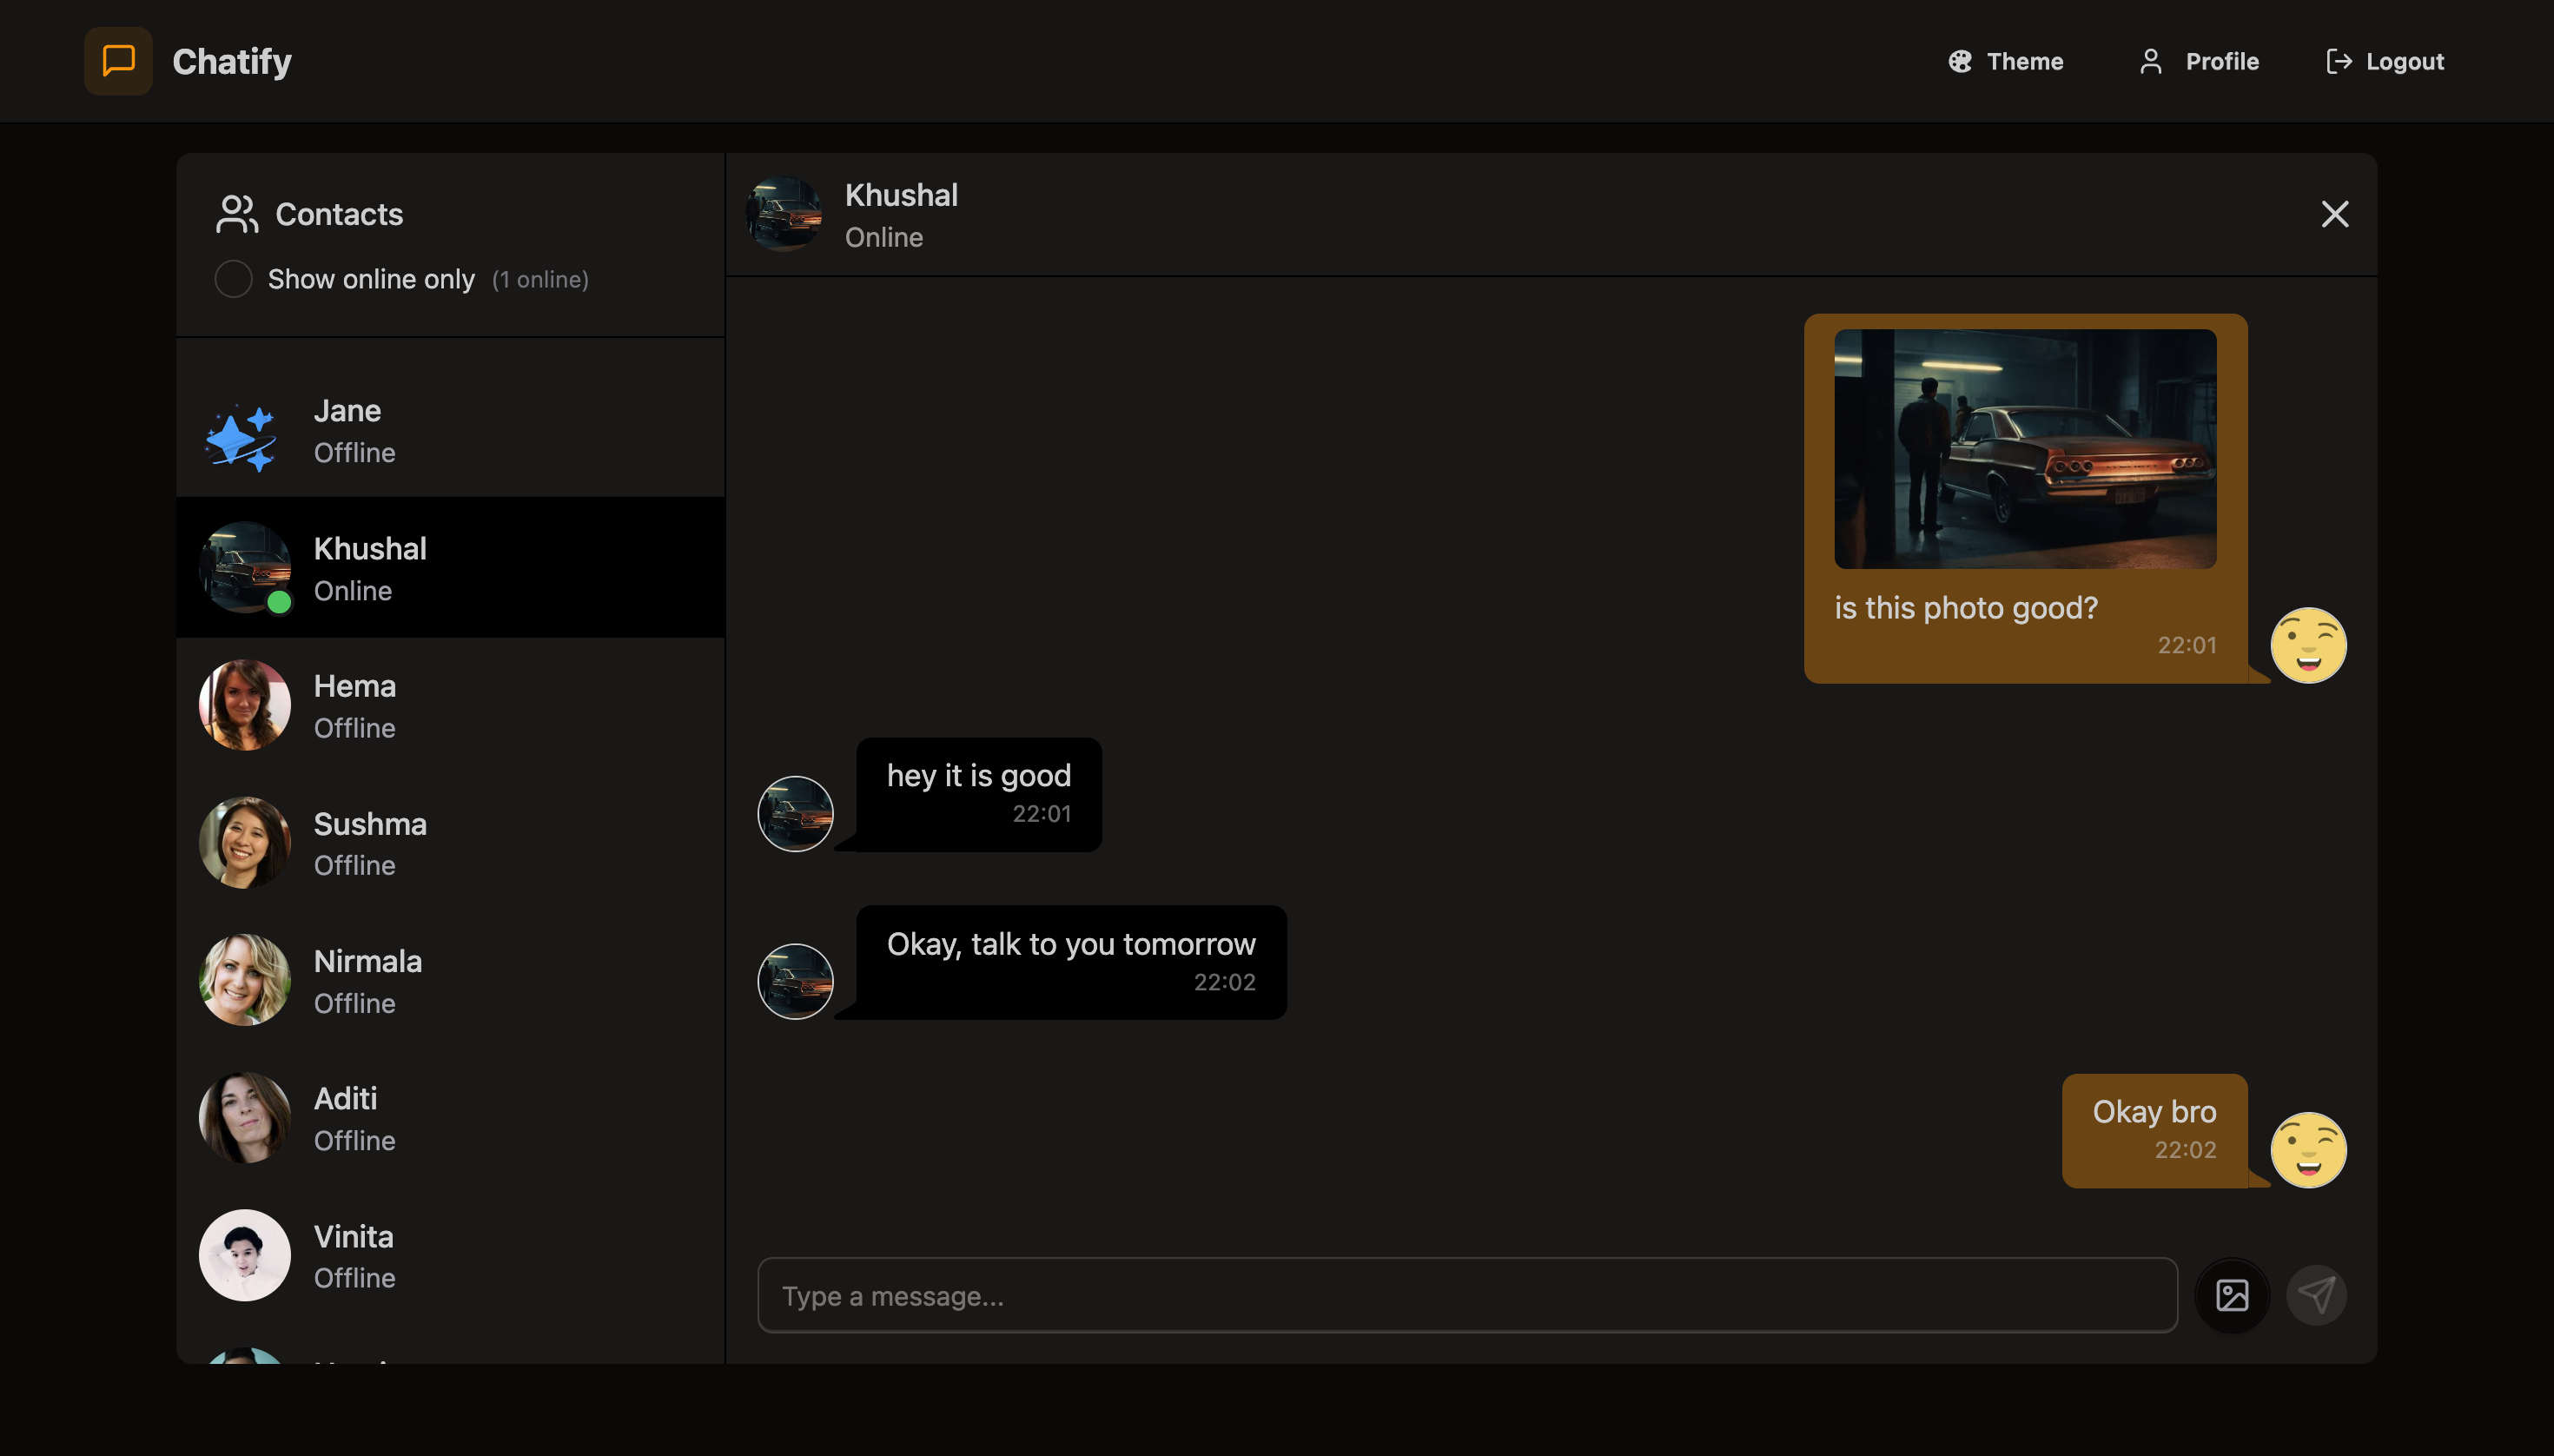 Chatify
Theme
Profile
Logout
Contacts
Show online only (1 online)
Jane
Offline
Khushal
Online
Hema
Offline
Sushma
Offline
Nirmala
Offline
Aditi
Offline
Vinita
Offline
Khushal
Online
is this photo good?
22:01
hey it is good
22:01
Okay, talk to you tomorrow
22:02
Okay bro
22:02
Type a message...